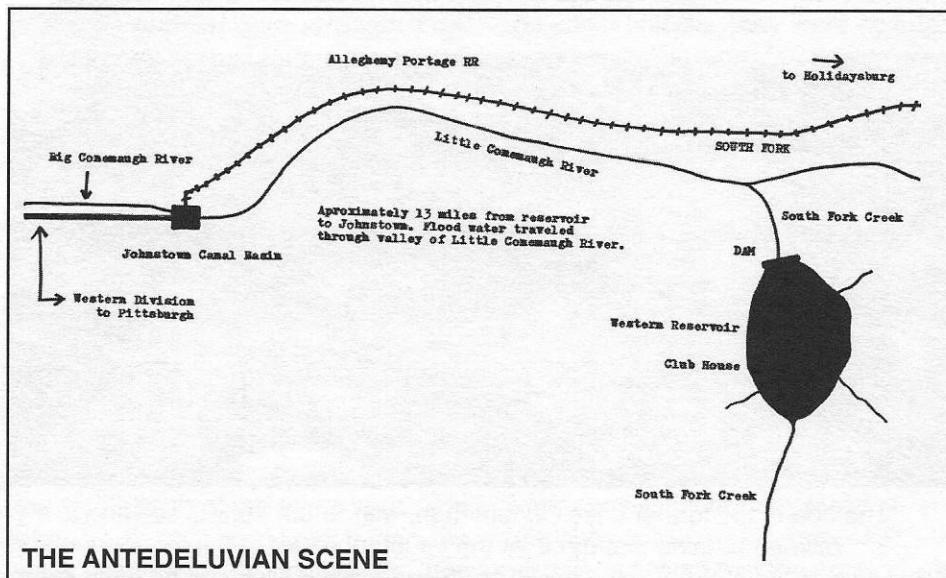 Allegheny Portage RR
to Holidaysburg
SOUTH FORK
Little Conemaugh River
Big Conemaugh River
South Fork Creek
Aproximately 13 miles from reservoir
to Johnstown. Flood water traveled
through valley of Little Conemaugh River.
Johnstown Canal Basin
DAM
Western Division
to Pittsburgh
Western Reservoir
Club House
South Fork Creek
THE ANTEDELUVIAN SCENE